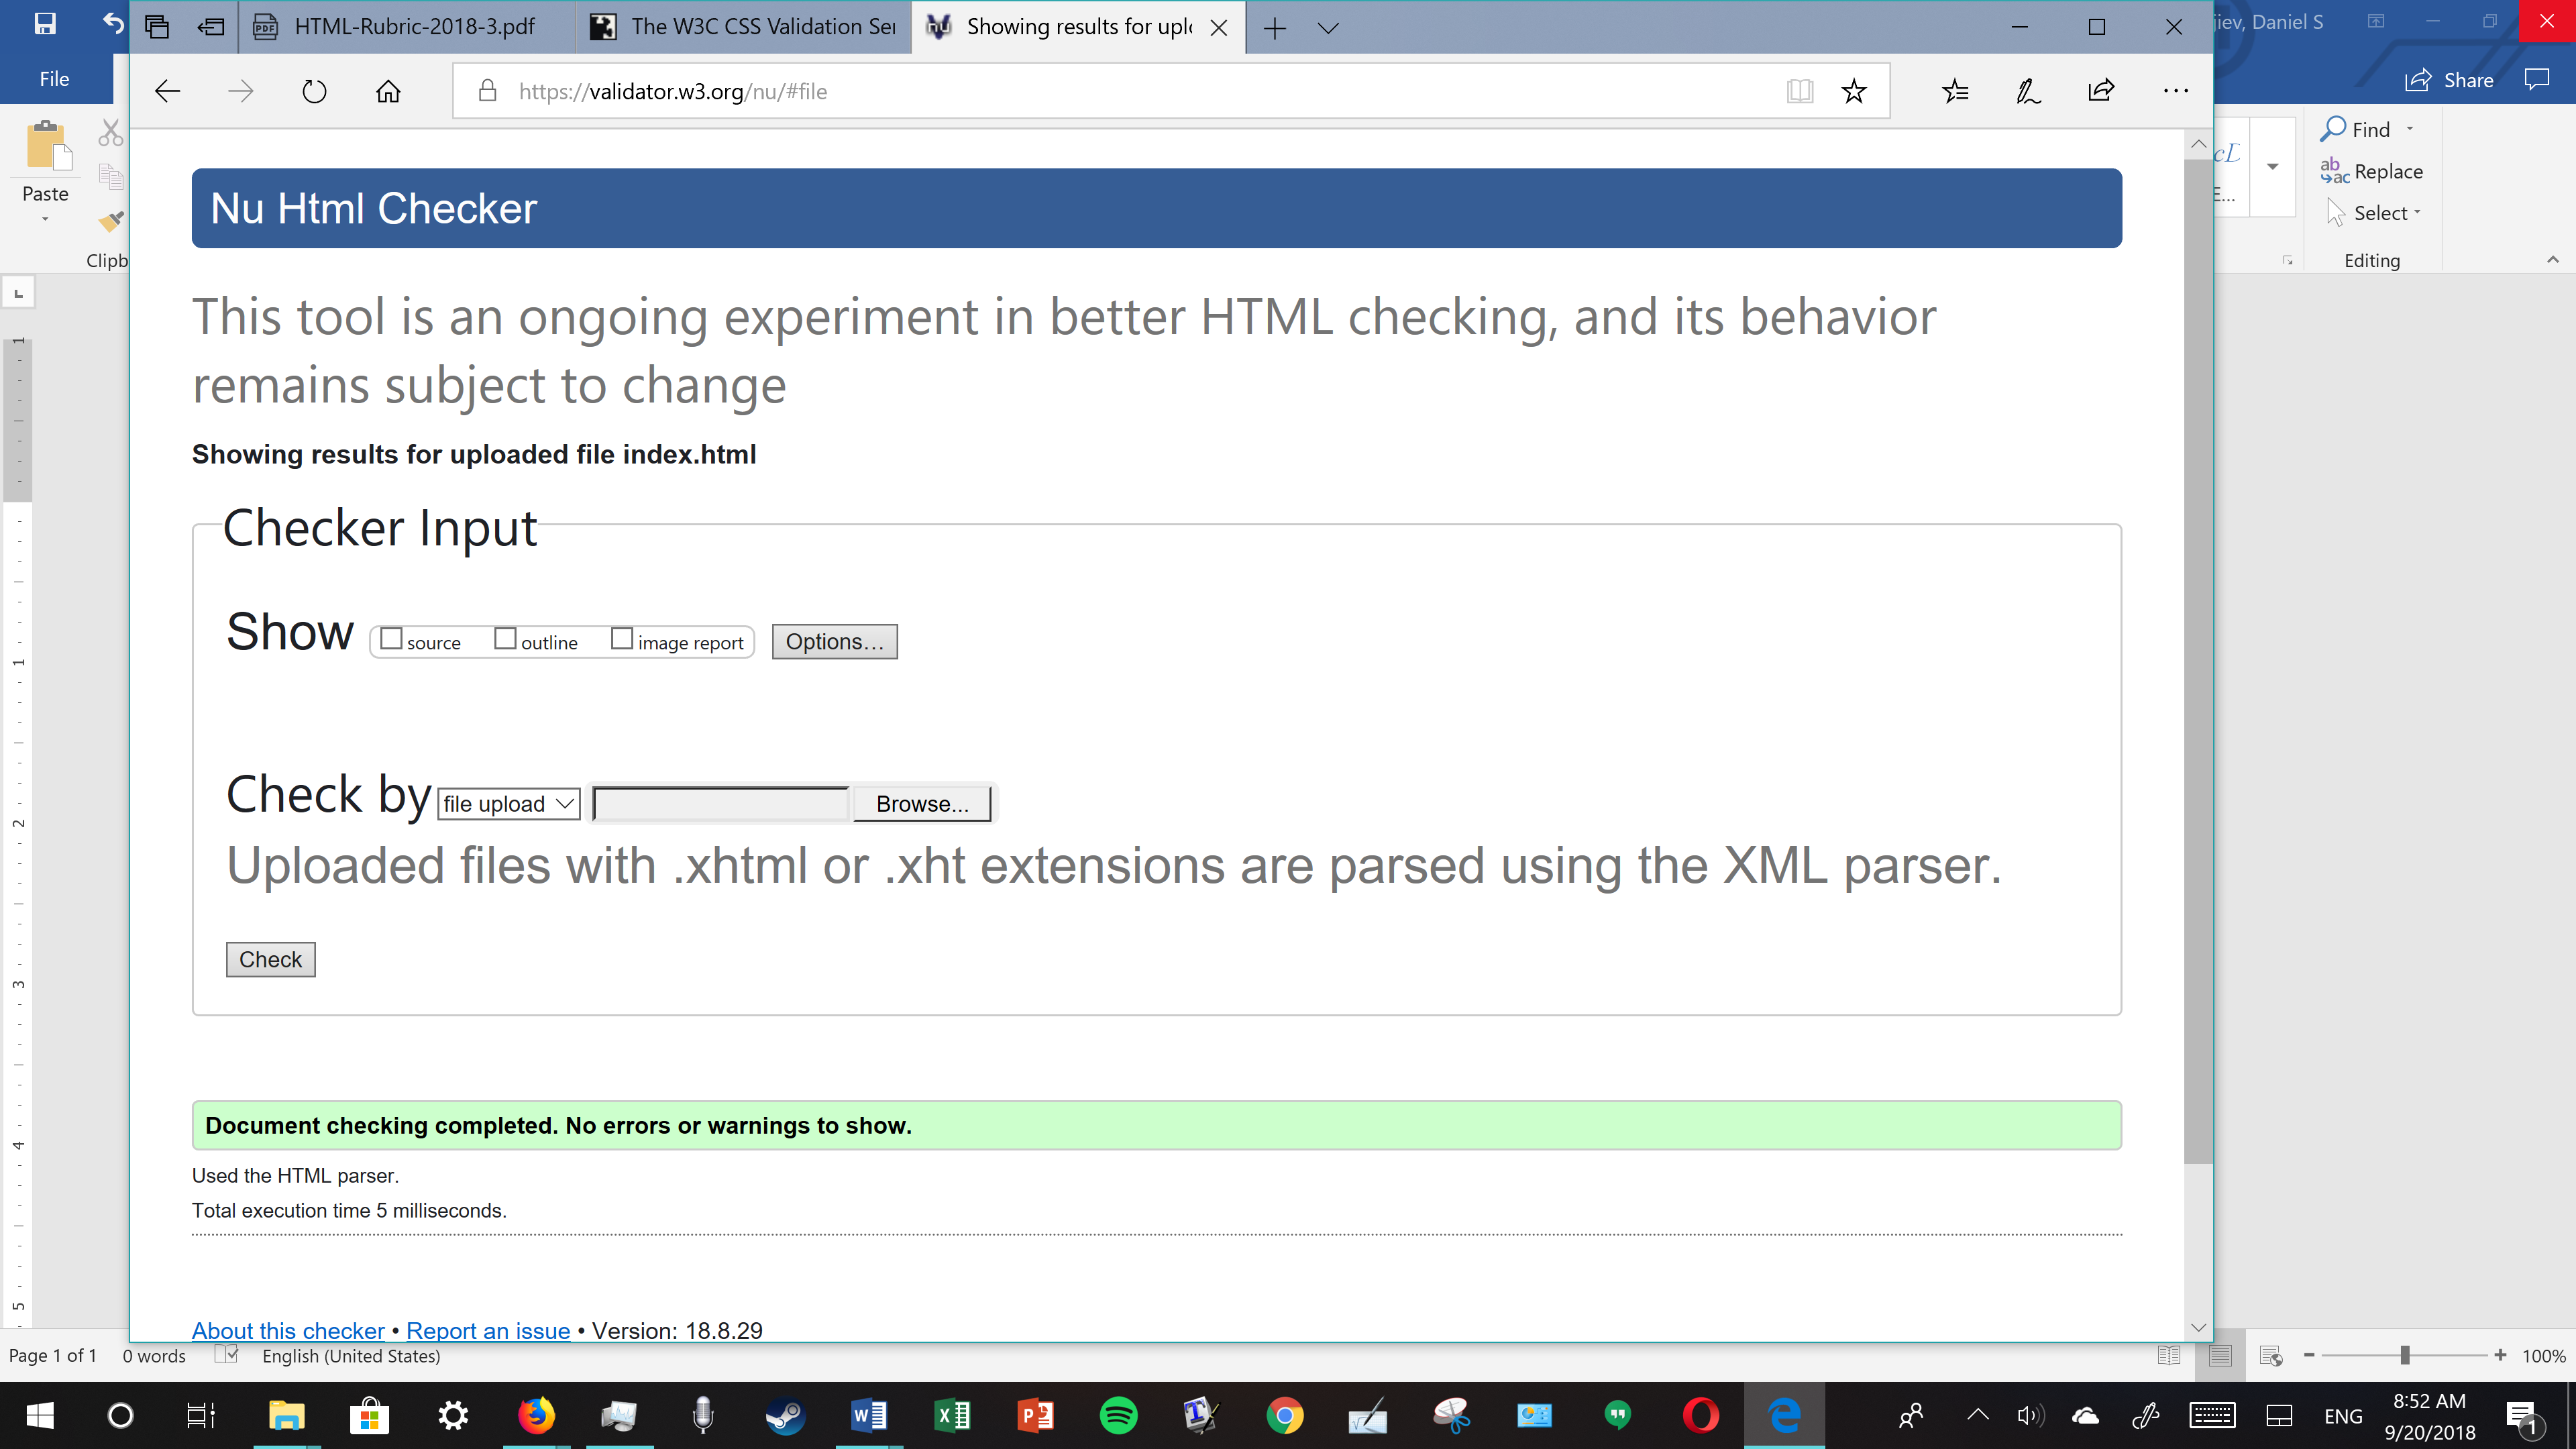 HTML-Rubric-2018-3.pdf
The W3C CSS Validation Ser
Showing results for uplo
jiev, Daniel S
File
https://validator.w3.org/nu/#file
Share
Paste
Clipb
Find
Replace
Select
Editing
Nu Html Checker
This tool is an ongoing experiment in better HTML checking, and its behavior
remains subject to change
Showing results for uploaded file index.html
Checker Input
Show source outline image report Options...
Check by file upload Browse...
Uploaded files with .xhtml or .xht extensions are parsed using the XML parser.
Check
Document checking completed. No errors or warnings to show.
Used the HTML parser.
Total execution time 5 milliseconds.
About this checker • Report an issue • Version: 18.8.29
Page 1 of 1 0 words English (United States)
100%
ENG
8:52 AM
9/20/2018
1